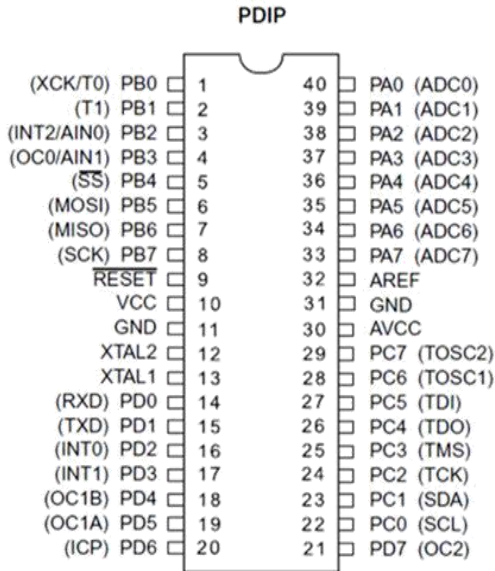 PDIP
(XCK/T0) PB0 1 40 PA0 (ADC0)
(T1) PB1 2 39 PA1 (ADC1)
(INT2/AIN0) PB2 3 38 PA2 (ADC2)
(OC0/AIN1) PB3 4 37 PA3 (ADC3)
(SS) PB4 5 36 PA4 (ADC4)
(MOSI) PB5 6 35 PA5 (ADC5)
(MISO) PB6 7 34 PA6 (ADC6)
(SCK) PB7 8 33 PA7 (ADC7)
RESET 9 32 AREF
VCC 10 31 GND
GND 11 30 AVCC
XTAL2 12 29 PC7 (TOSC2)
XTAL1 13 28 PC6 (TOSC1)
(RXD) PD0 14 27 PC5 (TDI)
(TXD) PD1 15 26 PC4 (TDO)
(INT0) PD2 16 25 PC3 (TMS)
(INT1) PD3 17 24 PC2 (TCK)
(OC1B) PD4 18 23 PC1 (SDA)
(OC1A) PD5 19 22 PC0 (SCL)
(ICP) PD6 20 21 PD7 (OC2)